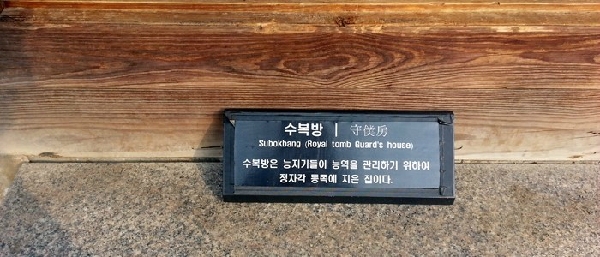 수복방 | 守僕房
Subokbang (Royal tomb Guard's house)
수복방은 능지기들이 능역을 관리하기 위하여
정자각 동쪽에 지은 집이다.